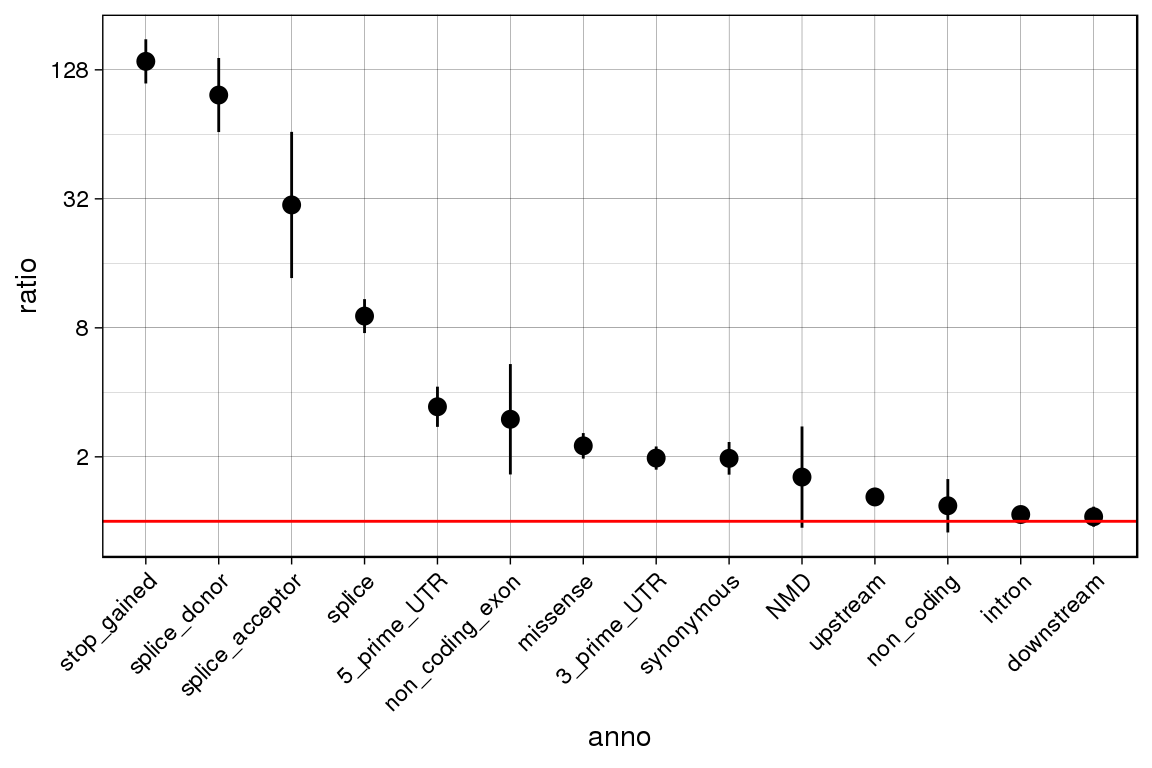 ratio
128
32
8
2
stop_gained
splice_donor
splice_acceptor
splice
5_prime_UTR
non_coding_exon
missense
3_prime_UTR
synonymous
NMD
upstream
non_coding
intron
downstream
anno